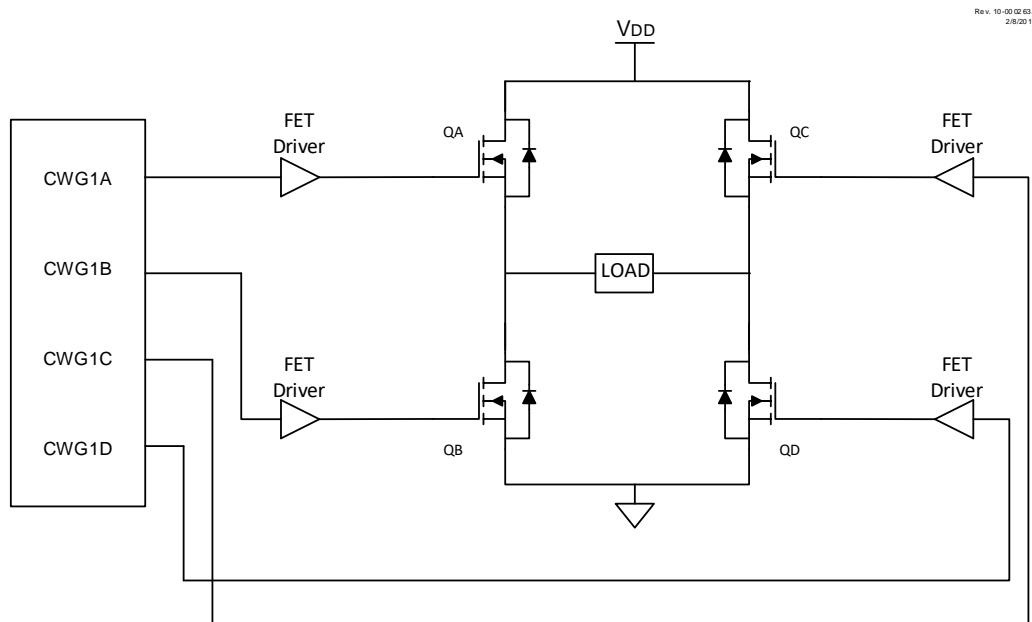 Rev. 10-000263
2/8/201
VDD
FET
Driver
QA
QC
FET
Driver
CWG1A
CWG1B
LOAD
CWG1C
FET
Driver
FET
Driver
CWG1D
QB
QD